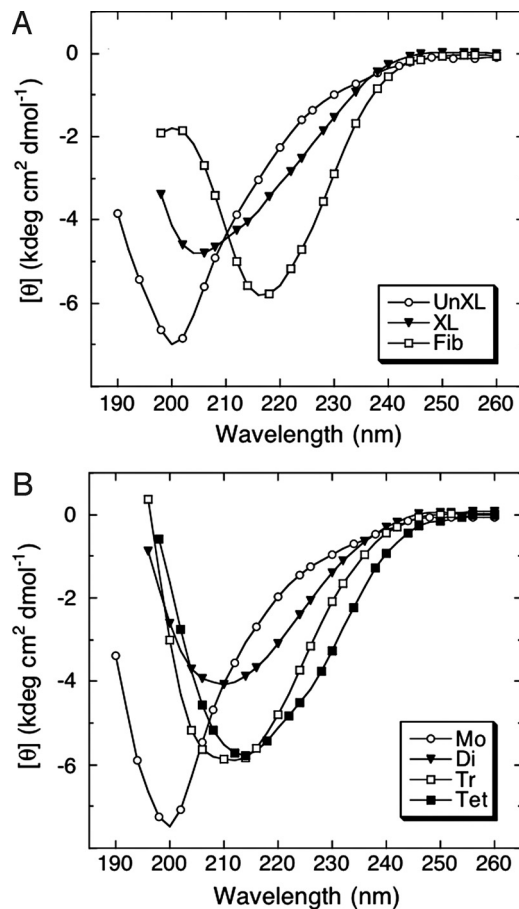 A
[θ] (kdeg cm² dmol⁻¹)
0
-2
-4
-6
UnXL
XL
Fib
190 200 210 220 230 240 250 260
Wavelength (nm)
B
[θ] (kdeg cm² dmol⁻¹)
0
-2
-4
-6
Mo
Di
Tr
Tet
190 200 210 220 230 240 250 260
Wavelength (nm)